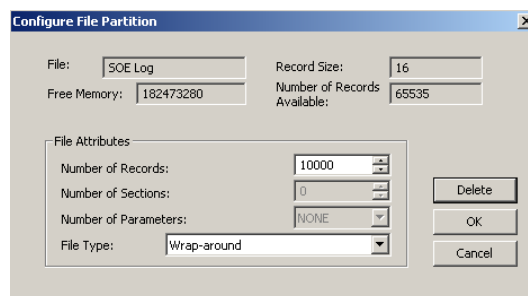 Configure File Partition
File: SOE Log Record Size: 16
Free Memory: 182473280 Number of Records Available: 65535
File Attributes
Number of Records: 10000
Number of Sections: 0
Number of Parameters: NONE
File Type: Wrap-around
Delete
OK
Cancel